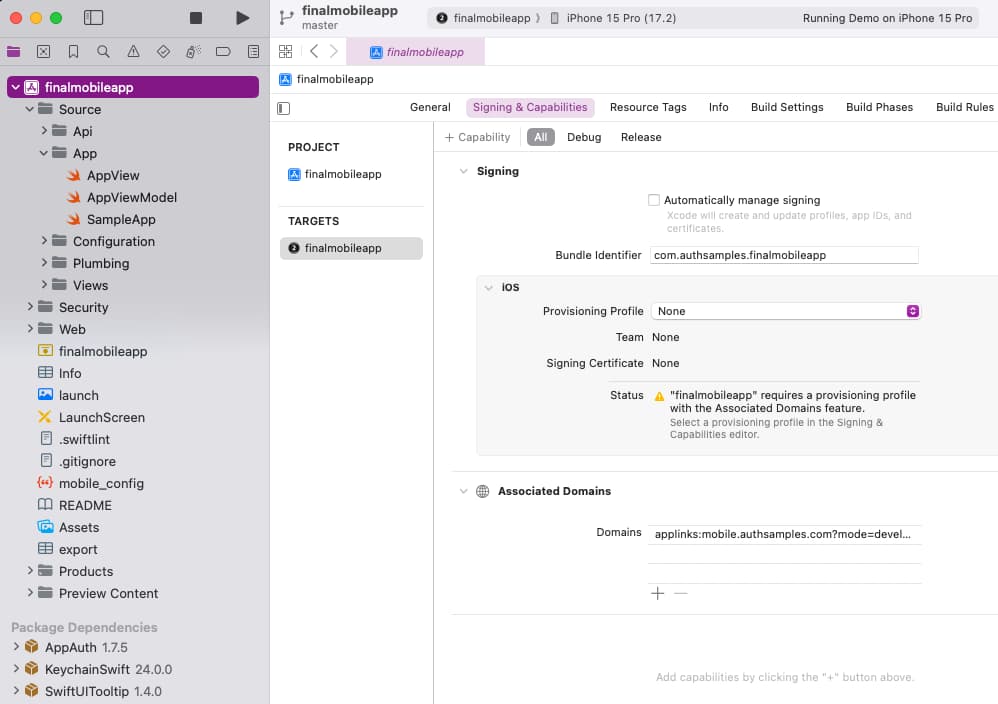 finalmobileapp
master
finalmobileapp
iPhone 15 Pro (17.2)
Running Demo on iPhone 15 Pro
finalmobileapp
finalmobileapp
General
Signing & Capabilities
Resource Tags
Info
Build Settings
Build Phases
Build Rules
+ Capability
All
Debug
Release
finalmobileapp
Source
Api
App
AppView
AppViewModel
SampleApp
Configuration
Plumbing
Views
Security
Web
finalmobileapp
Info
launch
LaunchScreen
.swiftlint
.gitignore
mobile_config
README
Assets
export
Products
Preview Content
Package Dependencies
AppAuth 1.7.5
KeychainSwift 24.0.0
SwiftUITooltip 1.4.0
PROJECT
finalmobileapp
TARGETS
2 finalmobileapp
Signing
Automatically manage signing
Xcode will create and update profiles, app IDs, and
certificates.
Bundle Identifier com.authsamples.finalmobileapp
iOS
Provisioning Profile None
Team None
Signing Certificate None
Status "finalmobileapp" requires a provisioning profile
with the Associated Domains feature.
Select a provisioning profile in the Signing &
Capabilities editor.
Associated Domains
Domains applinks:mobile.authsamples.com?mode=devel...
Add capabilities by clicking the "+" button above.